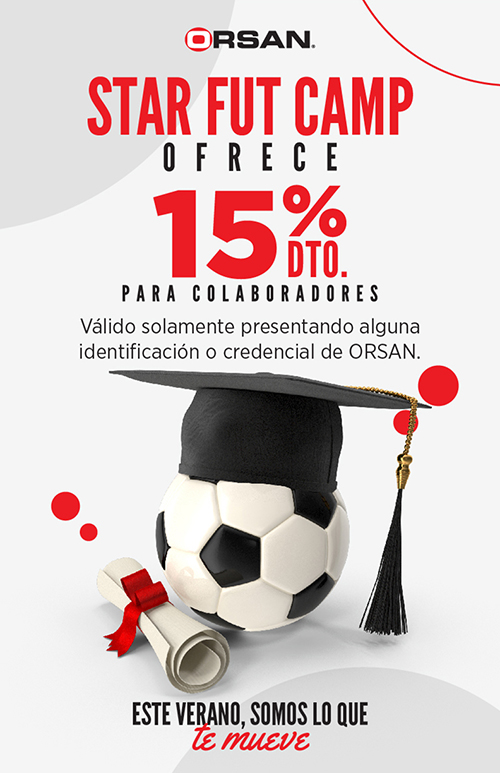 ORSAN®
STAR FUT CAMP
OFRECE
15% DTO.
PARA COLABORADORES
Válido solamente presentando alguna
identificación o credencial de ORSAN.
ESTE VERANO, SOMOS LO QUE
te mueve